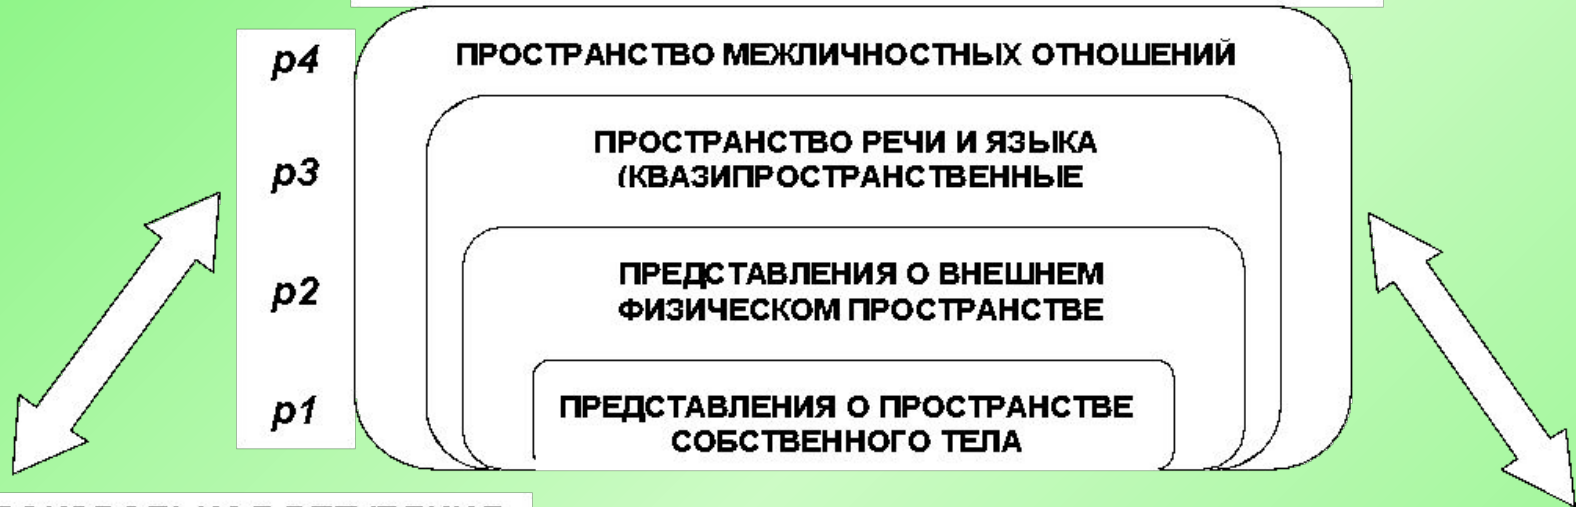 p4
ПРОСТРАНСТВО МЕЖЛИЧНОСТНЫХ ОТНОШЕНИЙ
p3
ПРОСТРАНСТВО РЕЧИ И ЯЗЫКА
(КВАЗИПРОСТРАНСТВЕННЫЕ
p2
ПРЕДСТАВЛЕНИЯ О ВНЕШНЕМ
ФИЗИЧЕСКОМ ПРОСТРАНСТВЕ
p1
ПРЕДСТАВЛЕНИЯ О ПРОСТРАНСТВЕ
СОБСТВЕННОГО ТЕЛА